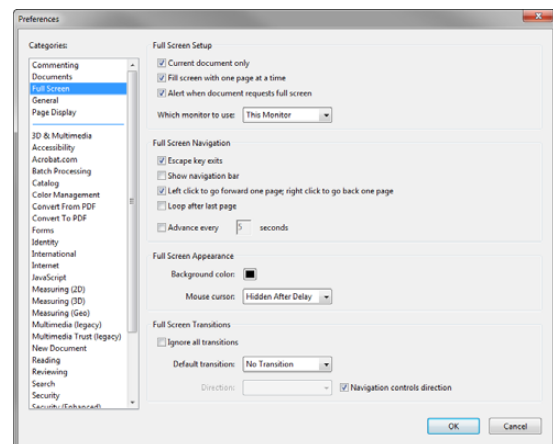 Preferences
Categories:
Commenting
Documents
Full Screen
General
Page Display
3D & Multimedia
Accessibility
Acrobat.com
Batch Processing
Catalog
Color Management
Convert From PDF
Convert To PDF
Forms
Identity
International
Internet
JavaScript
Measuring (2D)
Measuring (3D)
Measuring (Geo)
Multimedia (legacy)
Multimedia Trust (legacy)
New Document
Reading
Reviewing
Search
Security
Security (Enhanced)
Full Screen Setup
Current document only
Fill screen with one page at a time
Alert when document requests full screen
Which monitor to use: This Monitor
Full Screen Navigation
Escape key exits
Show navigation bar
Left click to go forward one page; right click to go back one page
Loop after last page
Advance every 5 seconds
Full Screen Appearance
Background color:
Mouse cursor: Hidden After Delay
Full Screen Transitions
Ignore all transitions
Default transition: No Transition
Direction: Navigation controls direction
OK Cancel